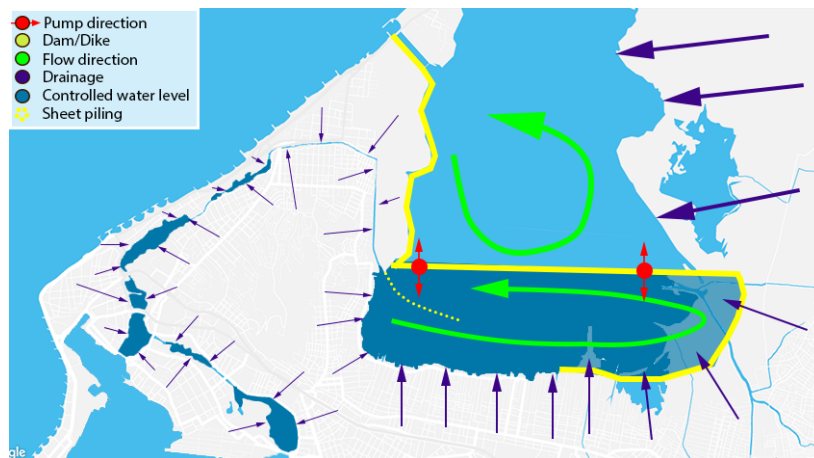 Pump direction
Dam/Dike
Flow direction
Drainage
Controlled water level
Sheet piling
gle